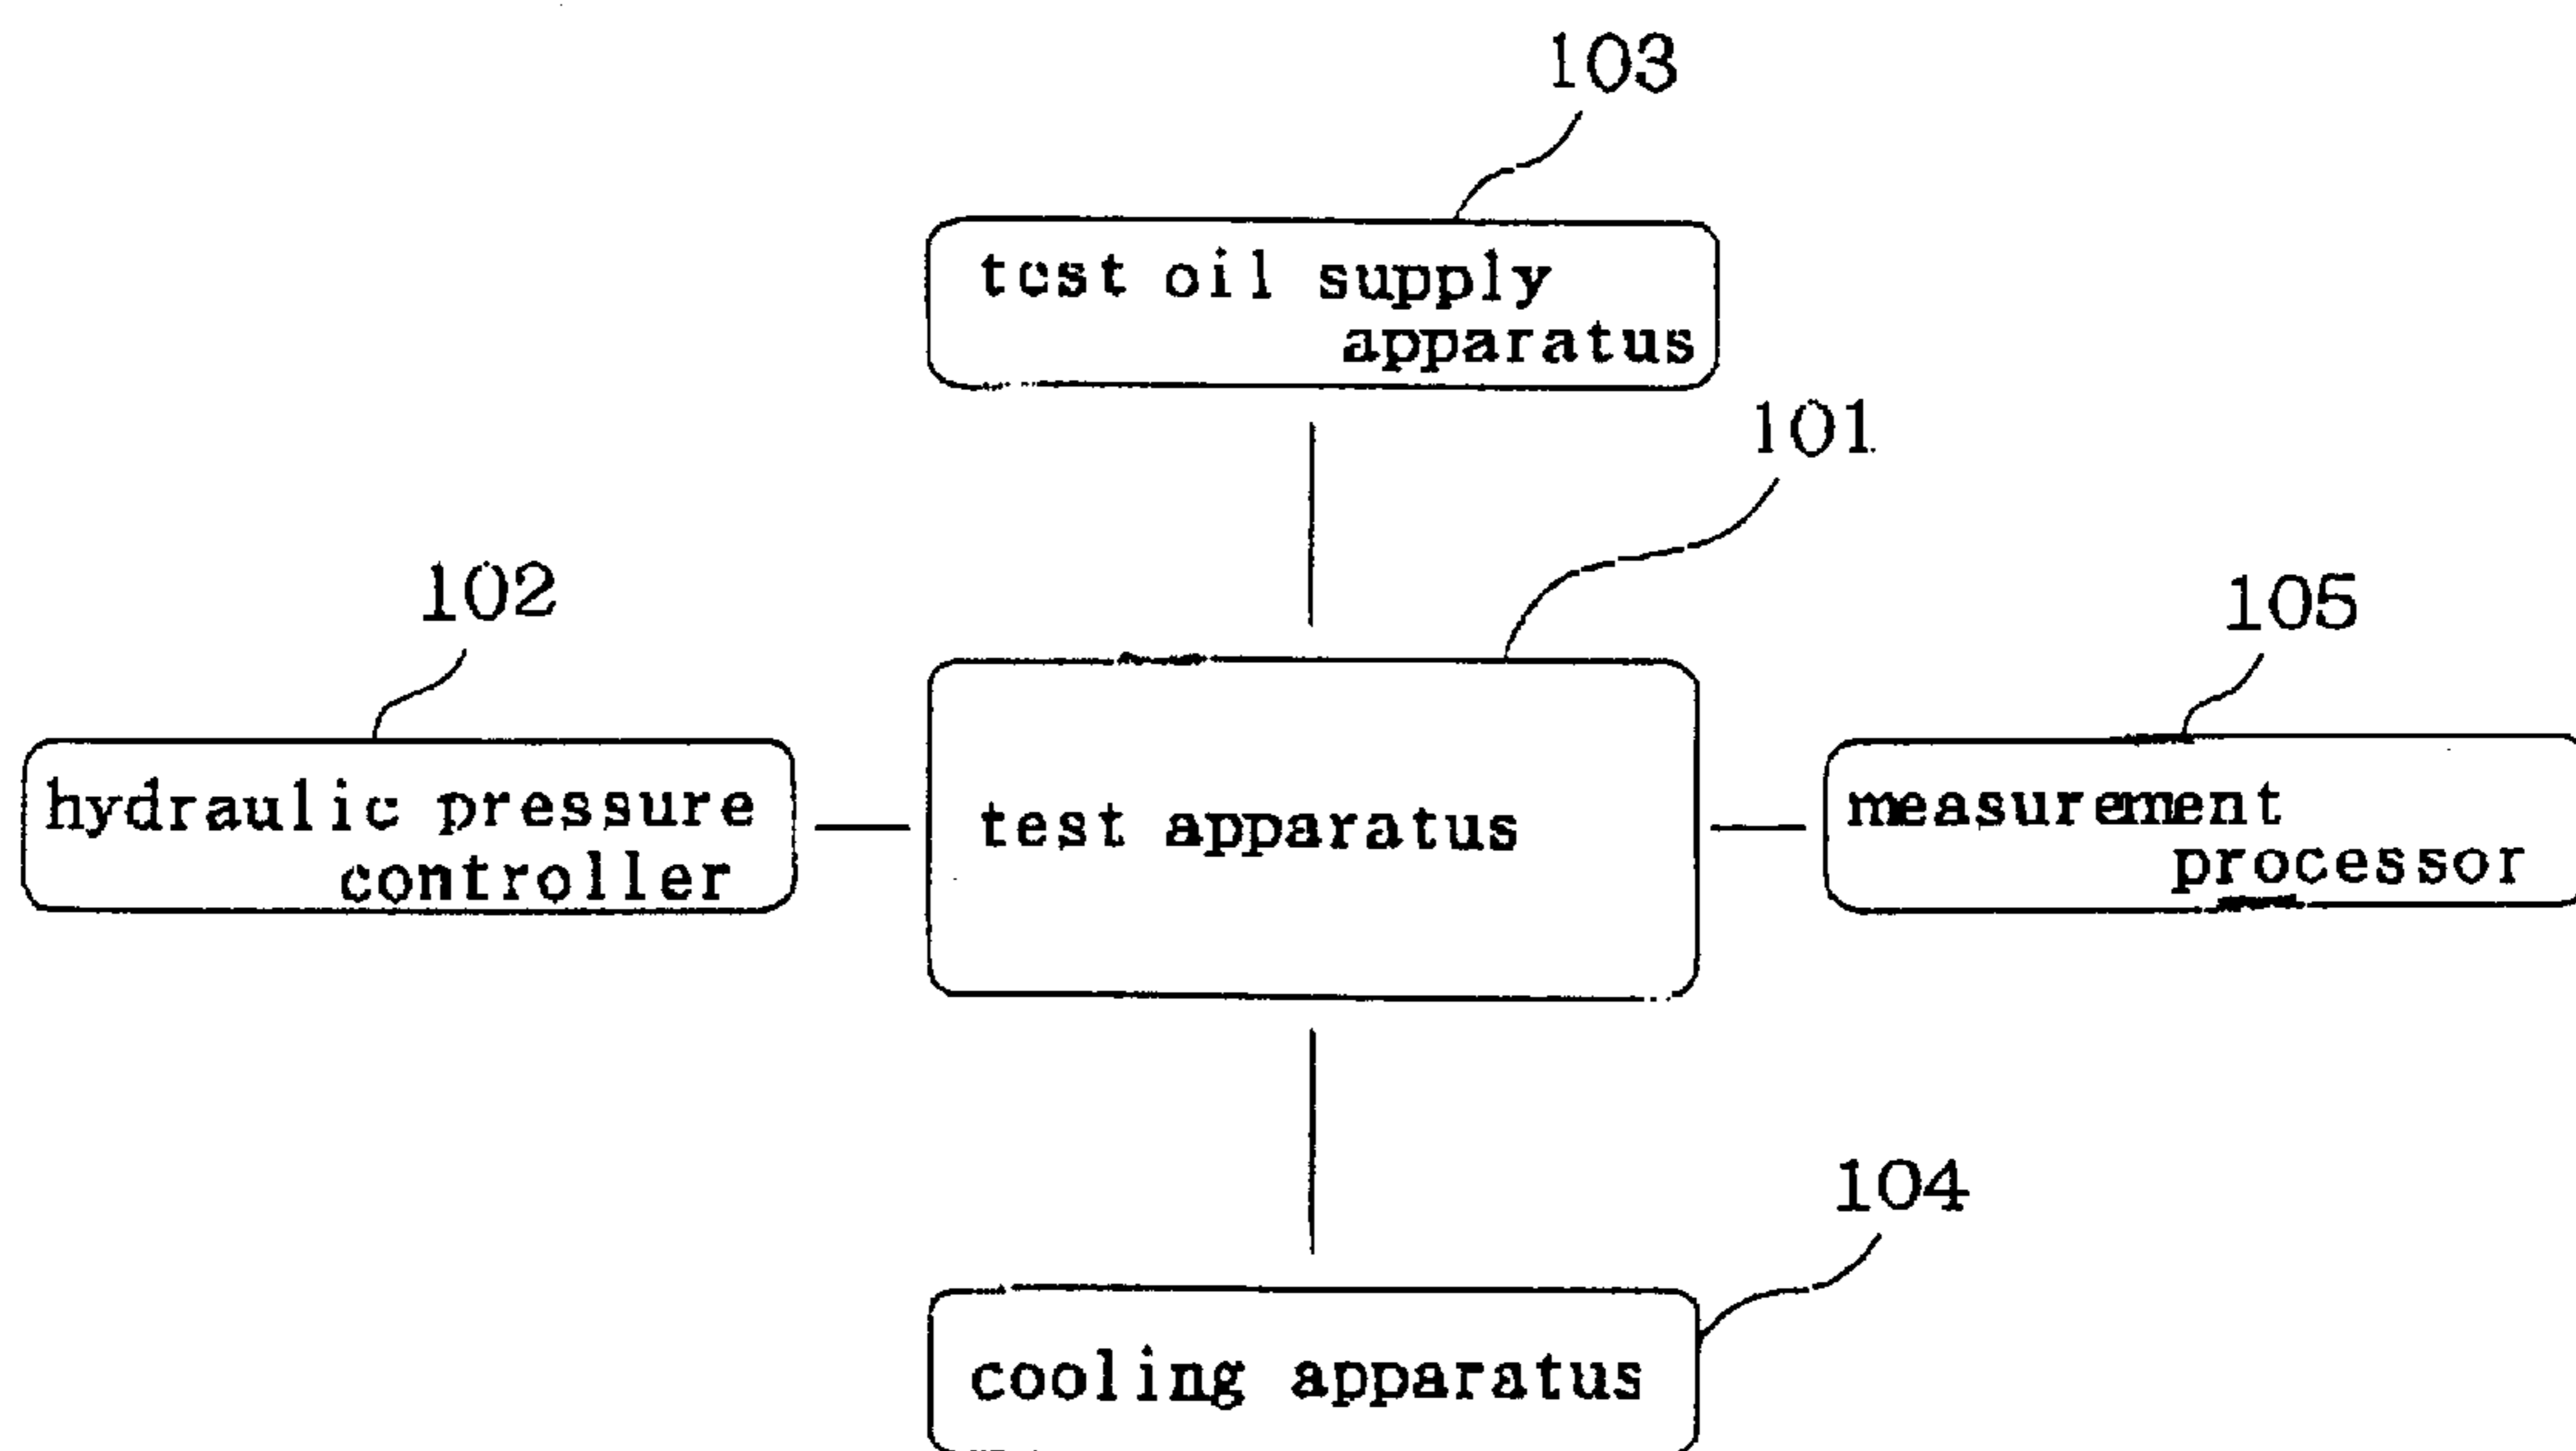 103
test oil supply
apparatus
101
102
105
hydraulic pressure
controller
test apparatus
measurement
processor
104
cooling apparatus